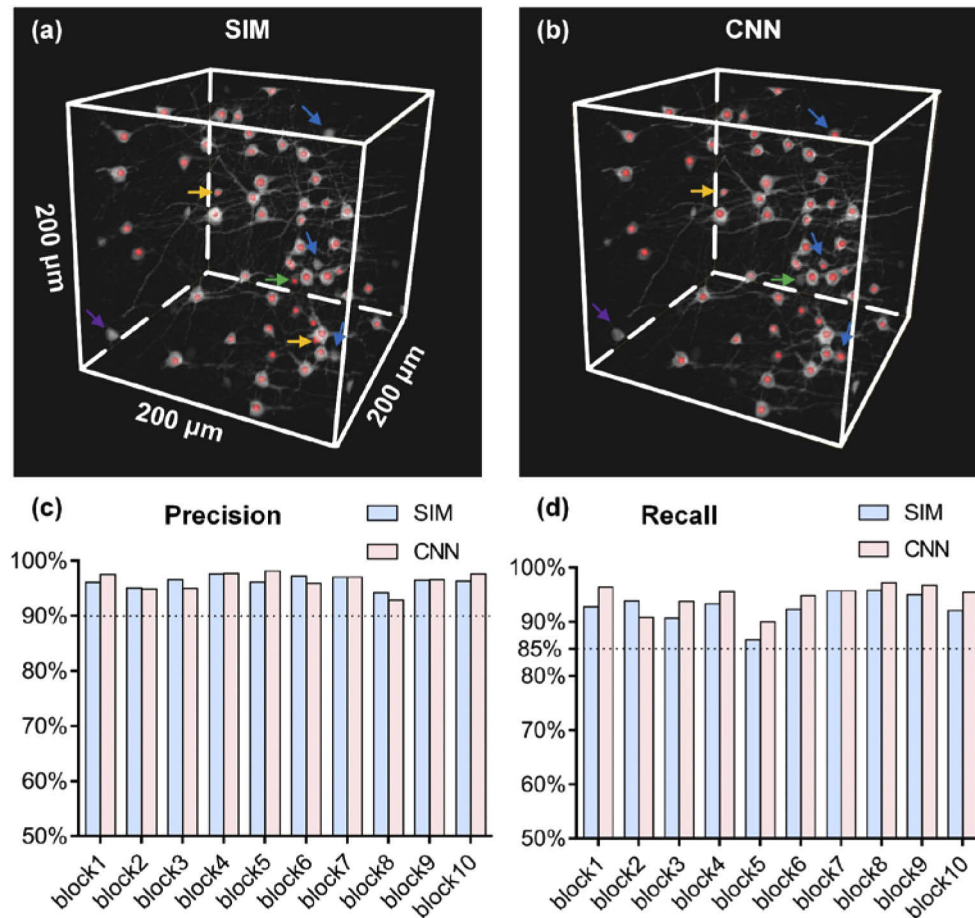 (a)
SIM
200 µm
200 µm
200 µm
(b)
CNN
(c)
Precision
SIM
CNN
100%
90%
80%
70%
60%
50%
block1
block2
block3
block4
block5
block6
block7
block8
block9
block10
(d)
Recall
SIM
CNN
100%
90%
85%
80%
70%
60%
50%
block1
block2
block3
block4
block5
block6
block7
block8
block9
block10